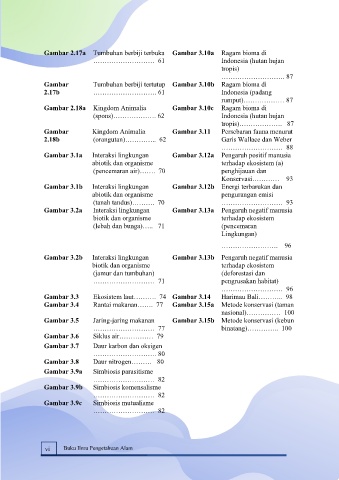 Gambar 2.17a Tumbuhan berbiji terbuka
........................ 61
Gambar Tumbuhan berbiji tertutup
2.17b ........................ 61
Gambar 2.18a Kingdom Animalia
(spons)................ 62
Gambar Kingdom Animalia
2.18b (orangutan)............ 62
Gambar 3.1a Interaksi lingkungan
abiotik dan organisme
(pencemaran air)....... 70
Gambar 3.1b Interaksi lingkungan
abiotik dan organisme
(tanah tandus)......... 70
Gambar 3.2a Interaksi lingkungan
biotik dan organisme
(lebah dan bunga)..... 71
Gambar 3.2b Interaksi lingkungan
biotik dan organisme
(jamur dan tumbuhan)
........................ 71
Gambar 3.3 Ekosistem laut......... 74
Gambar 3.4 Rantai makanan....... 77
Gambar 3.5 Jaring-jaring makanan
........................ 77
Gambar 3.6 Siklus air.............. 79
Gambar 3.7 Daur karbon dan oksigen
........................ 80
Gambar 3.8 Daur nitrogen......... 80
Gambar 3.9a Simbiosis parasitisme
........................ 82
Gambar 3.9b Simbiosis komensalisme
........................ 82
Gambar 3.9c Simbiosis mutualisme
........................ 82
Gambar 3.10a Ragam bioma di
Indonesia (hutan hujan
tropis)
........................ 87
Gambar 3.10b Ragam bioma di
Indonesia (padang
rumput)................ 87
Gambar 3.10c Ragam bioma di
Indonesia (hutan hujan
tropis)................. 87
Gambar 3.11 Persebaran fauna menurut
Garis Wallace dan Weber
........................ 88
Gambar 3.12a Pengaruh positif manusia
terhadap ekosistem (a)
penghijauan dan
Konservasi........... 93
Gambar 3.12b Energi terbarukan dan
pengurangan emisi
........................ 93
Gambar 3.13a Pengaruh negatif manusia
terhadap ekosistem
(pencemaran
Lingkungan)
...................... 96
Gambar 3.13b Pengaruh negatif manusia
terhadap ekosistem
(deforestasi dan
pengrusakan habitat)
........................ 96
Gambar 3.14 Harimau Bali.......... 98
Gambar 3.15a Metode konservasi (taman
nasional)............. 100
Gambar 3.15b Metode konservasi (kebun
binatang)............. 100
vi Buku Ilmu Pengetahuan Alam